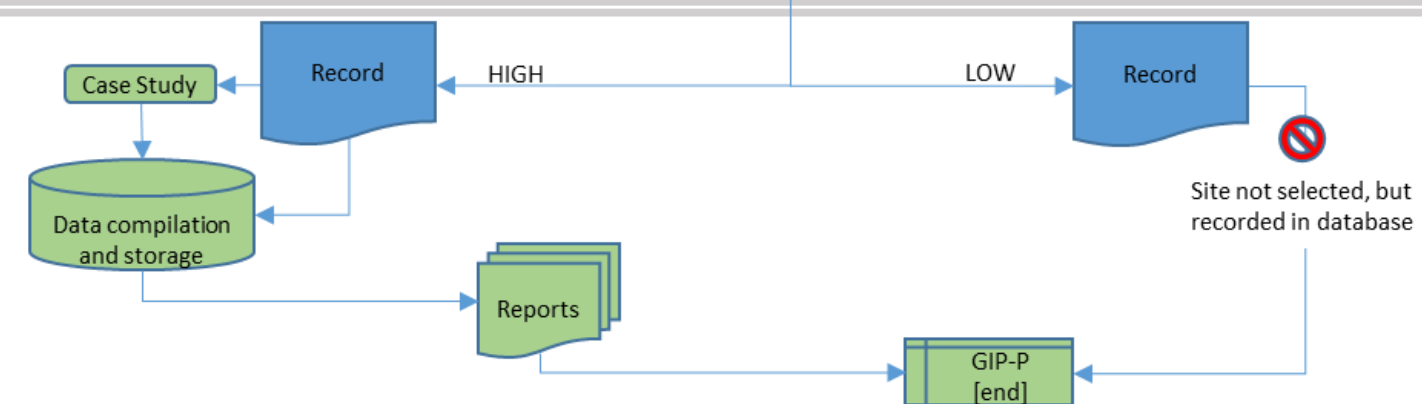 Record
HIGH
LOW
Record
Case Study
Site not selected, but
recorded in database
Data compilation
and storage
Reports
GIP-P
[end]